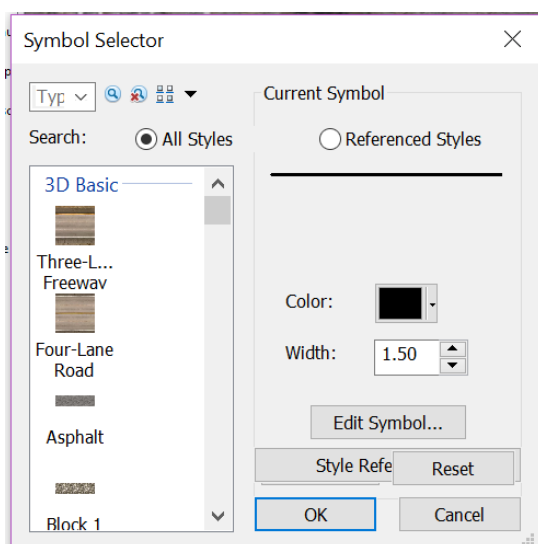 Symbol Selector
Typ
Current Symbol
Search:
All Styles
Referenced Styles
3D Basic
Three-L...
Freeway
Four-Lane
Road
Asphalt
Block 1
Color:
Width:
1.50
Edit Symbol...
Style Refe
Reset
OK
Cancel